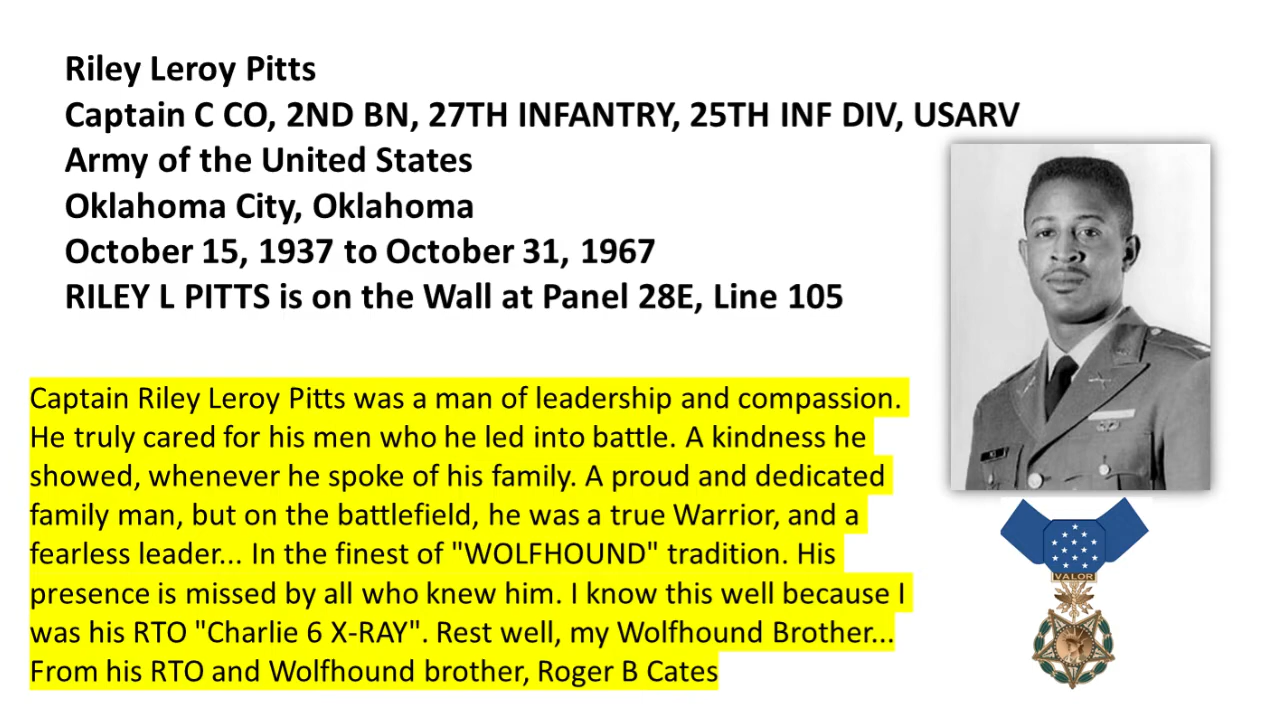 Riley Leroy Pitts
Captain C CO, 2ND BN, 27TH INFANTRY, 25TH INF DIV, USARV
Army of the United States
Oklahoma City, Oklahoma
October 15, 1937 to October 31, 1967
RILEY L PITTS is on the Wall at Panel 28E, Line 105
Captain Riley Leroy Pitts was a man of leadership and compassion.
He truly cared for his men who he led into battle. A kindness he
showed, whenever he spoke of his family. A proud and dedicated
family man, but on the battlefield, he was a true Warrior, and a
fearless leader... In the finest of "WOLFHOUND" tradition. His
presence is missed by all who knew him. I know this well because I
was his RTO "Charlie 6 X-RAY". Rest well, my Wolfhound Brother...
From his RTO and Wolfhound brother, Roger B Cates
VALOR